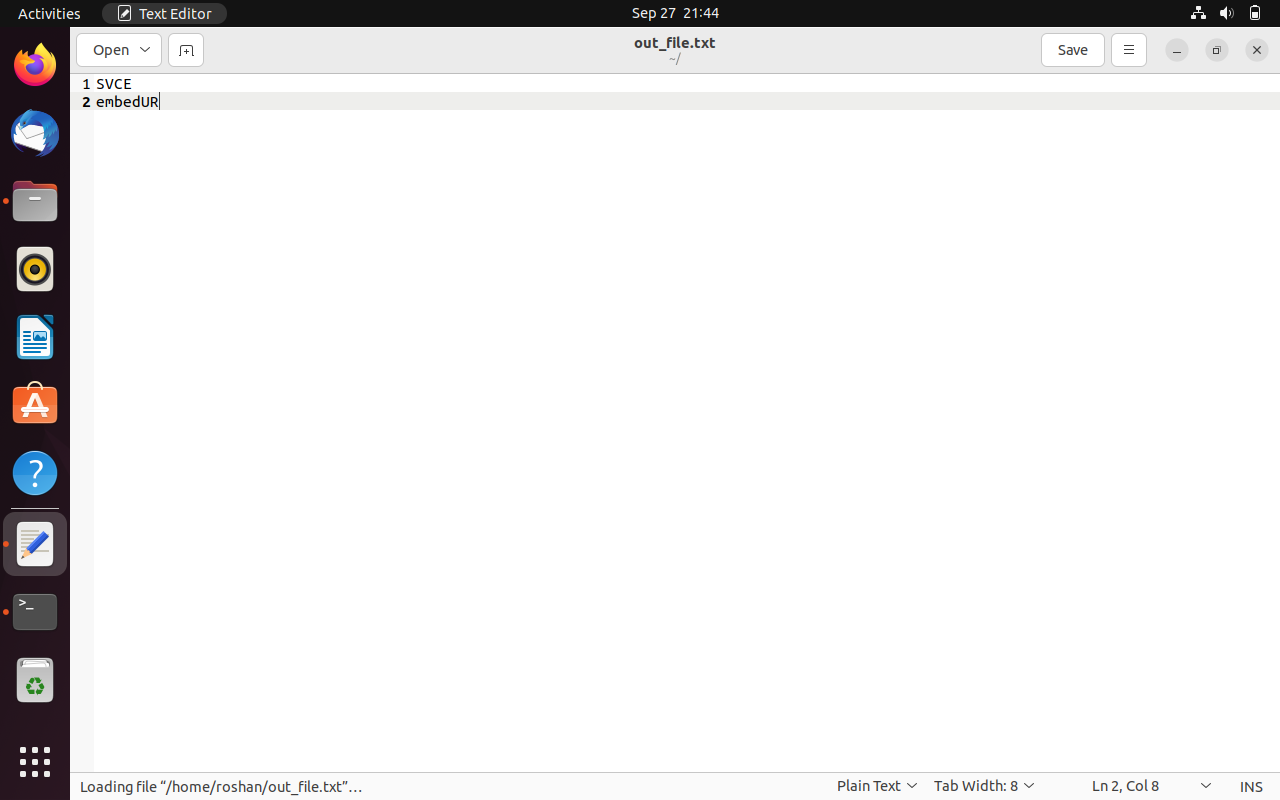 Activities Text Editor Sep 27 21:44
Open out_file.txt Save
~/
1 SVCE
2 embedUR
>_
?
Loading file “/home/roshan/out_file.txt”… Plain Text Tab Width: 8 Ln 2, Col 8 INS